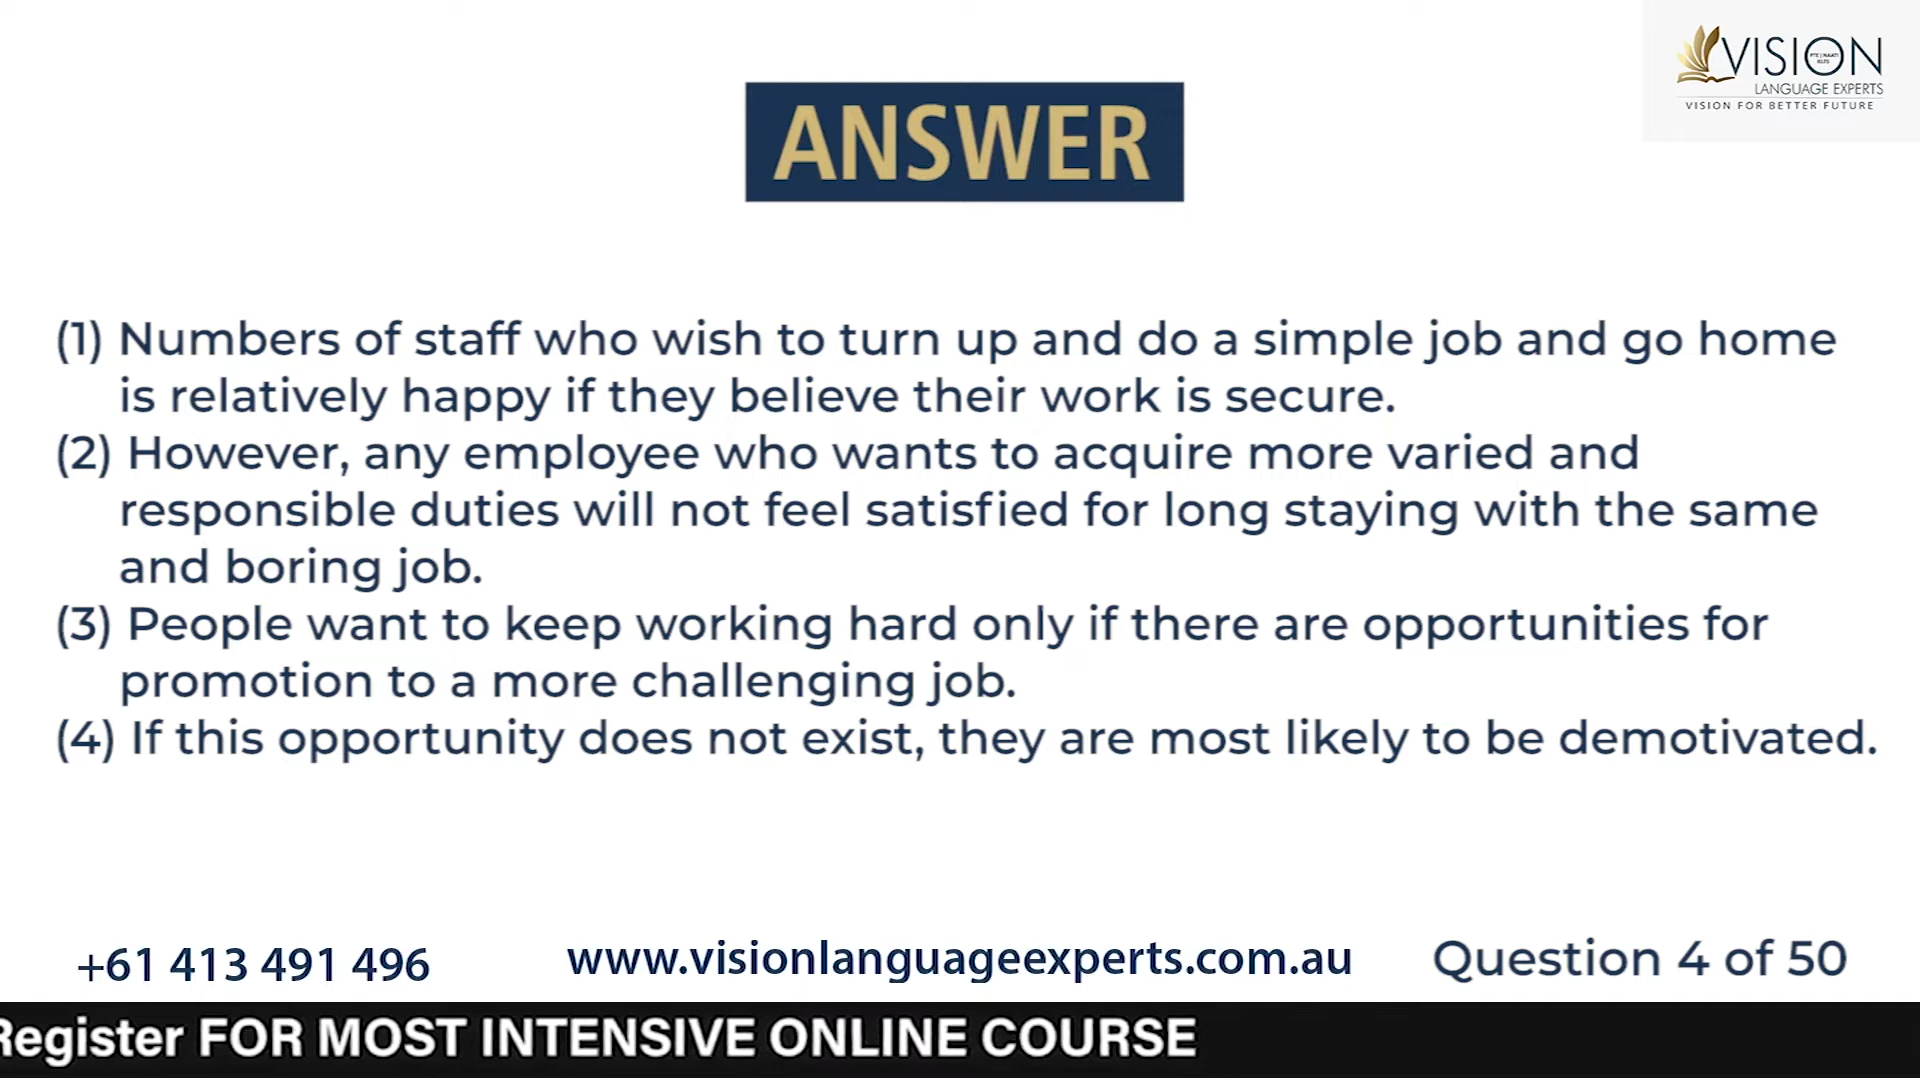 VISION
LANGUAGE EXPERTS
VISION FOR BETTER FUTURE
ANSWER
(1) Numbers of staff who wish to turn up and do a simple job and go home
is relatively happy if they believe their work is secure.
(2) However, any employee who wants to acquire more varied and
responsible duties will not feel satisfied for long staying with the same
and boring job.
(3) People want to keep working hard only if there are opportunities for
promotion to a more challenging job.
(4) If this opportunity does not exist, they are most likely to be demotivated.
+61 413 491 496
www.visionlanguageexperts.com.au
Question 4 of 50
Register FOR MOST INTENSIVE ONLINE COURSE